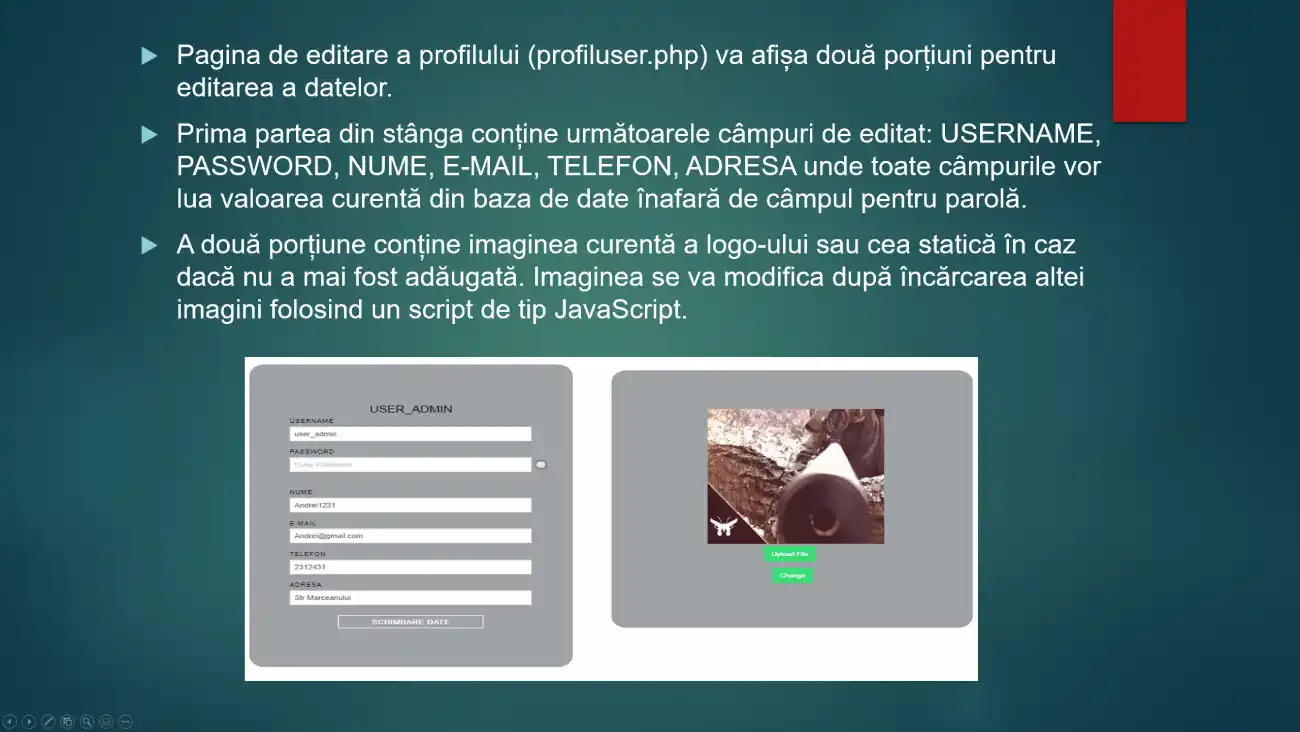 Pagina de editare a profilului (profiluser.php) va afișa două porțiuni pentru
editarea a datelor.
Prima partea din stânga conține următoarele câmpuri de editat: USERNAME,
PASSWORD, NUME, E-MAIL, TELEFON, ADRESA unde toate câmpurile vor
lua valoarea curentă din baza de date înafară de câmpul pentru parolă.
A două porțiune conține imaginea curentă a logo-ului sau cea statică în caz
dacă nu a mai fost adăugată. Imaginea se va modifica după încărcarea altei
imagini folosind un script de tip JavaScript.
USER_ADMIN
USERNAME
user_admin
PASSWORD
NUME
Andrei1231
E-MAIL
Andrei@gmail.com
TELEFON
2312431
ADRESA
Str Marceanului
SCHIMBARE DATE
Upload File
Change